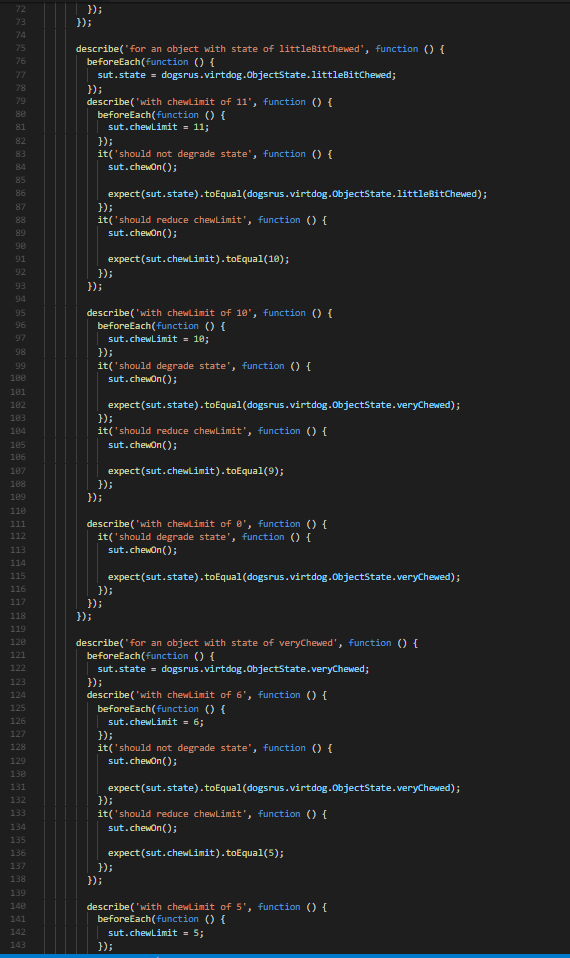 72 });
73 });
74
75 describe('for an object with state of littleBitChewed', function () {
76 beforeEach(function () {
77 sut.state = dogsrus.virtdog.ObjectState.littleBitChewed;
78 });
79 describe('with chewLimit of 11', function () {
80 beforeEach(function () {
81 sut.chewLimit = 11;
82 });
83 it('should not degrade state', function () {
84 sut.chewOn();
85
86 expect(sut.state).toEqual(dogsrus.virtdog.ObjectState.littleBitChewed);
87 });
88 it('should reduce chewLimit', function () {
89 sut.chewOn();
90
91 expect(sut.chewLimit).toEqual(10);
92 });
93 });
94
95 describe('with chewLimit of 10', function () {
96 beforeEach(function () {
97 sut.chewLimit = 10;
98 });
99 it('should degrade state', function () {
100 sut.chewOn();
101
102 expect(sut.state).toEqual(dogsrus.virtdog.ObjectState.veryChewed);
103 });
104 it('should reduce chewLimit', function () {
105 sut.chewOn();
106
107 expect(sut.chewLimit).toEqual(9);
108 });
109 });
110
111 describe('with chewLimit of 0', function () {
112 it('should degrade state', function () {
113 sut.chewOn();
114
115 expect(sut.state).toEqual(dogsrus.virtdog.ObjectState.veryChewed);
116 });
117 });
118 });
119
120 describe('for an object with state of veryChewed', function () {
121 beforeEach(function () {
122 sut.state = dogsrus.virtdog.ObjectState.veryChewed;
123 });
124 describe('with chewLimit of 6', function () {
125 beforeEach(function () {
126 sut.chewLimit = 6;
127 });
128 it('should not degrade state', function () {
129 sut.chewOn();
130
131 expect(sut.state).toEqual(dogsrus.virtdog.ObjectState.veryChewed);
132 });
133 it('should reduce chewLimit', function () {
134 sut.chewOn();
135
136 expect(sut.chewLimit).toEqual(5);
137 });
138 });
139
140 describe('with chewLimit of 5', function () {
141 beforeEach(function () {
142 sut.chewLimit = 5;
143 });